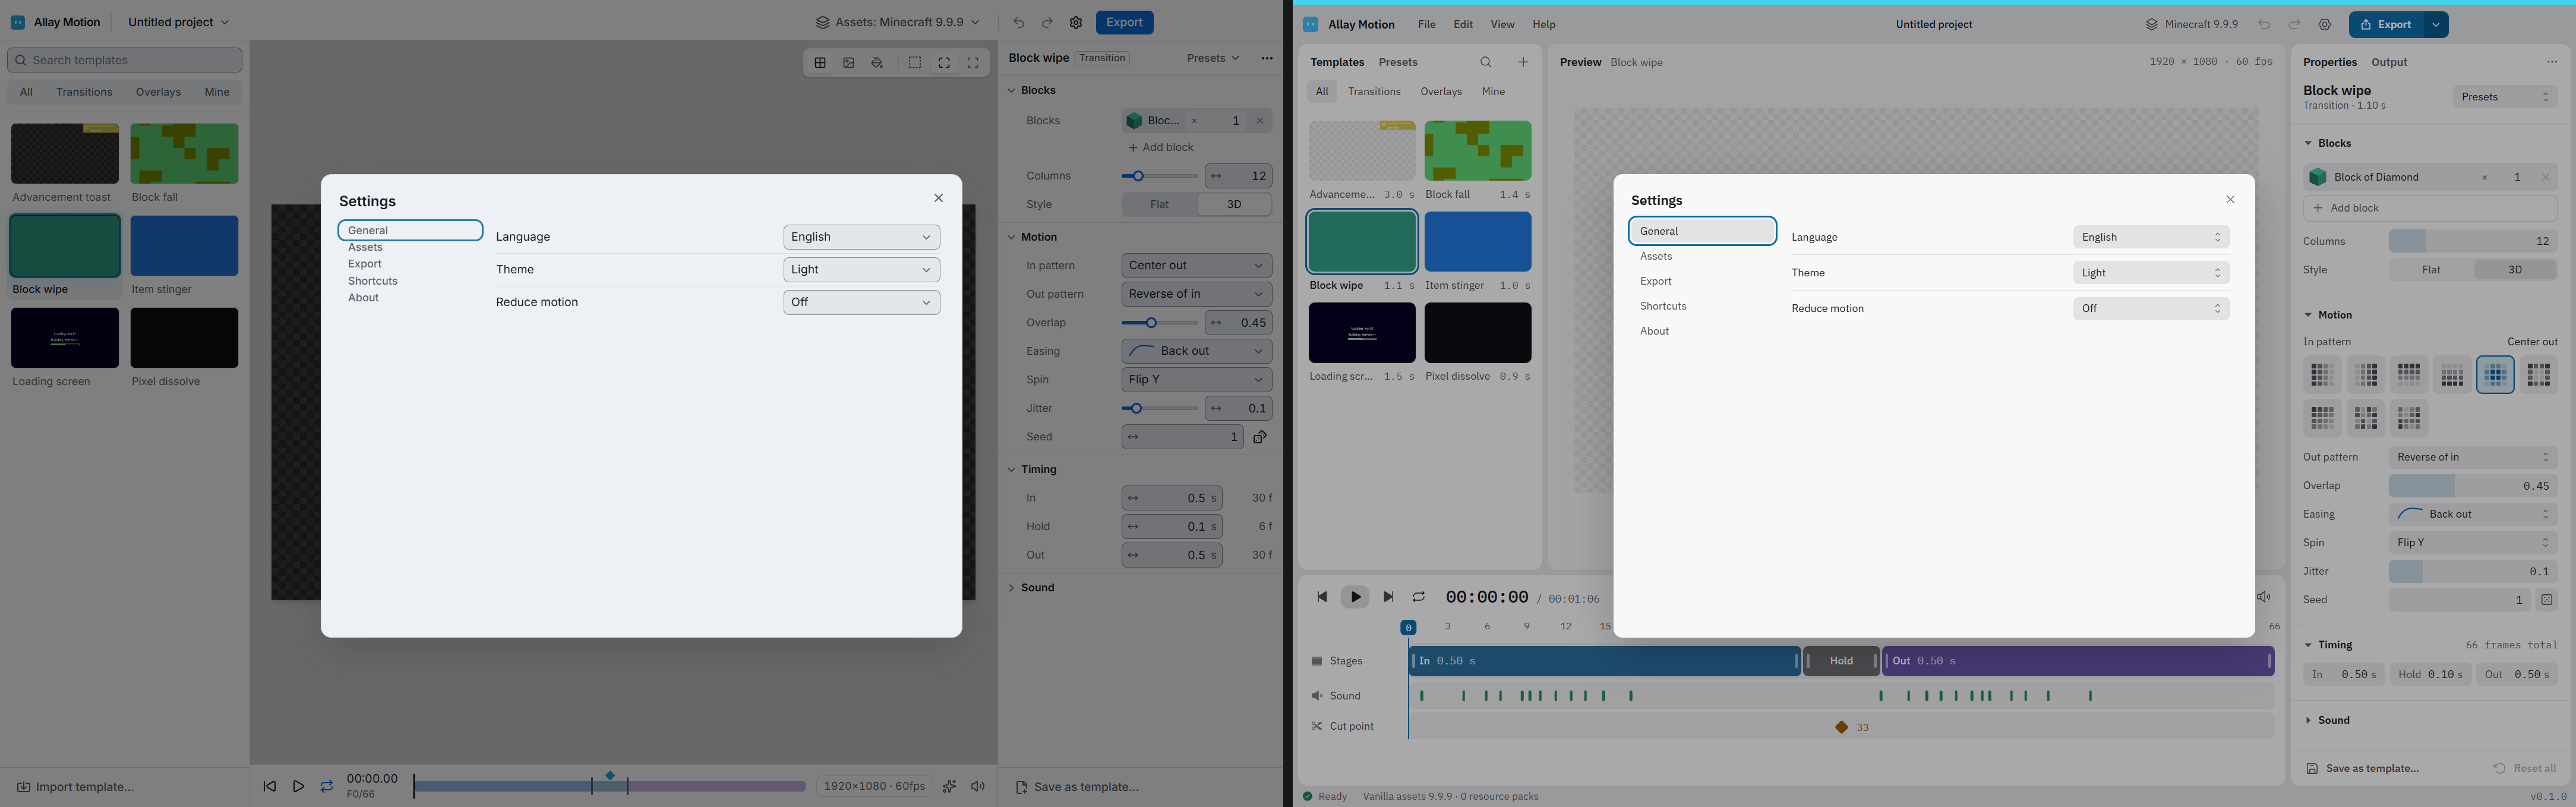 Allay Motion
Untitled project
Assets: Minecraft 9.9.9
Export
Search templates
All Transitions Overlays Mine
Advancement toast
Block fall
Block wipe
Item stinger
Loading screen
Pixel dissolve
Import template...
Settings
General
Assets
Export
Shortcuts
About
Language English
Theme Light
Reduce motion Off
00:00.00
F0/66
1920×1080 · 60fps
Block wipe Transition Presets
Blocks
Blocks Bloc... × 1
Add block
Columns 12
Style Flat 3D
Motion
In pattern Center out
Out pattern Reverse of in
Overlap 0.45
Easing Back out
Spin Flip Y
Jitter 0.1
Seed 1
Timing
In 0.5 s 30 f
Hold 0.1 s 6 f
Out 0.5 s 30 f
Sound
Save as template...
Allay Motion File Edit View Help
Untitled project
Minecraft 9.9.9
Export
Templates Presets
All Transitions Overlays Mine
Advanceme... 3.0 s
Block fall 1.4 s
Block wipe 1.1 s
Item stinger 1.0 s
Loading scr... 1.5 s
Pixel dissolve 0.9 s
Preview Block wipe
1920 × 1080 · 60 fps
Settings
General
Assets
Export
Shortcuts
About
Language English
Theme Light
Reduce motion Off
00:00:00 / 00:01:06
0 3 6 9 12 15 66
Stages In 0.50 s Hold Out 0.50 s
Sound
Cut point 33
Ready Vanilla assets 9.9.9 · 0 resource packs
Properties Output
Block wipe
Transition · 1.10 s
Presets
Blocks
Block of Diamond × 1
Add block
Columns 12
Style Flat 3D
Motion
In pattern Center out
Out pattern Reverse of in
Overlap 0.45
Easing Back out
Spin Flip Y
Jitter 0.1
Seed 1
Timing 66 frames total
In 0.50 s Hold 0.10 s Out 0.50 s
Sound
Save as template... Reset all
v0.1.0